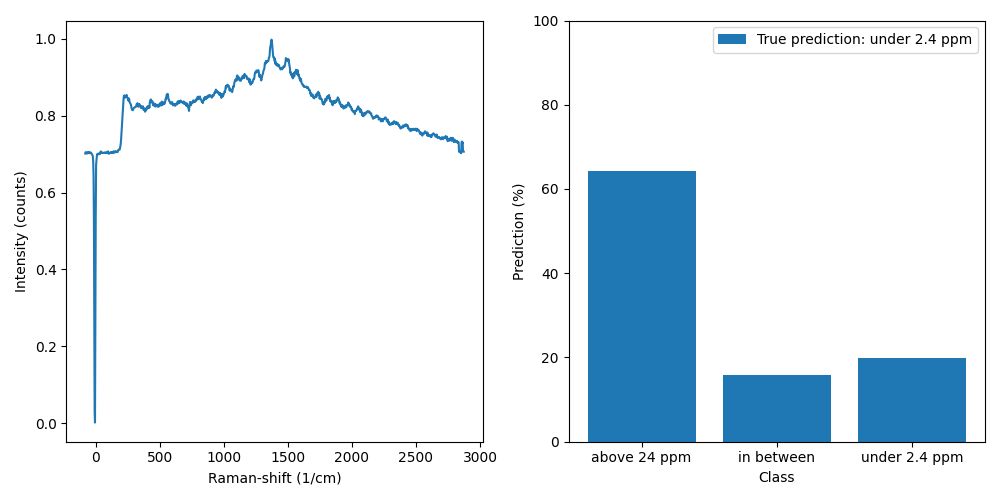 1.0
0.8
0.6
0.4
0.2
0.0
0
500
1000
1500
2000
2500
3000
Raman-shift (1/cm)
Intensity (counts)
100
80
60
40
20
0
True prediction: under 2.4 ppm
above 24 ppm
in between
under 2.4 ppm
Class
Prediction (%)